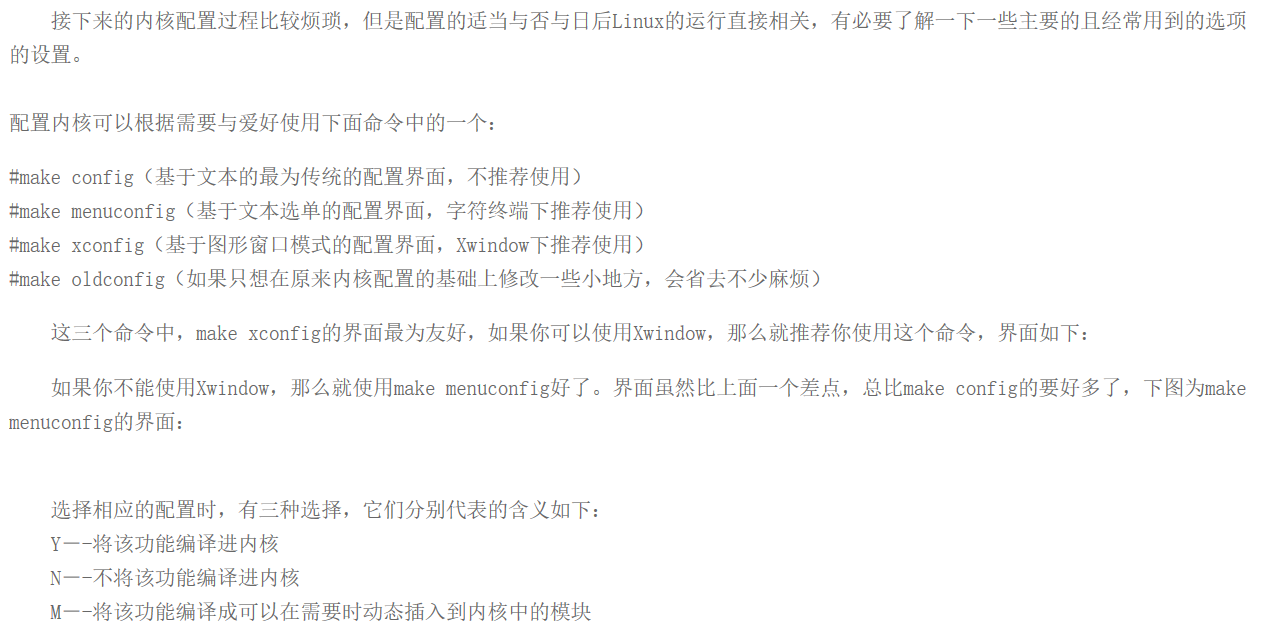 接下来的内核配置过程比较烦琐，但是配置的适当与否与日后Linux的运行直接相关，有必要了解一下一些主要的且经常用到的选项
的设置。
配置内核可以根据需要与爱好使用下面命令中的一个：
#make config（基于文本的最为传统的配置界面，不推荐使用）
#make menuconfig（基于文本选单的配置界面，字符终端下推荐使用）
#make xconfig（基于图形窗口模式的配置界面，Xwindow下推荐使用）
#make oldconfig（如果只想在原来内核配置的基础上修改一些小地方，会省去不少麻烦）
这三个命令中，make xconfig的界面最为友好，如果你可以使用Xwindow，那么就推荐你使用这个命令，界面如下：
如果你不能使用Xwindow，那么就使用make menuconfig好了。界面虽然比上面一个差点，总比make config的要好多了，下图为make
menuconfig的界面：
选择相应的配置时，有三种选择，它们分别代表的含义如下：
Y—-将该功能编译进内核
N—-不将该功能编译进内核
M—-将该功能编译成可以在需要时动态插入到内核中的模块